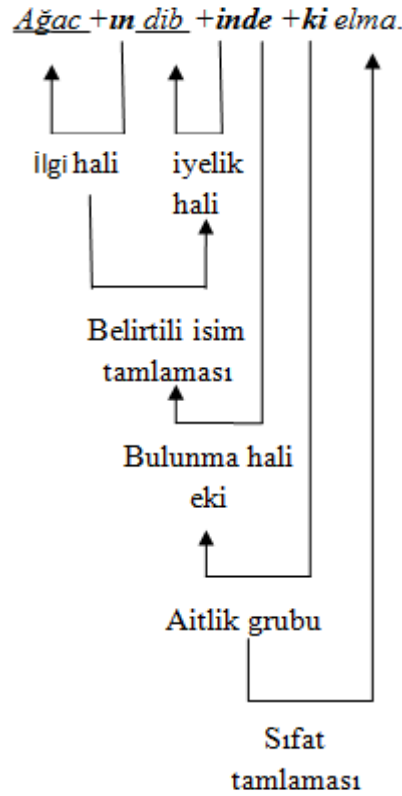 Ağac +ın dib +inde +ki elma.
İlgi hali iyelik
hali
Belirtili isim
tamlaması
Bulunma hali
eki
Aitlik grubu
Sıfat
tamlaması